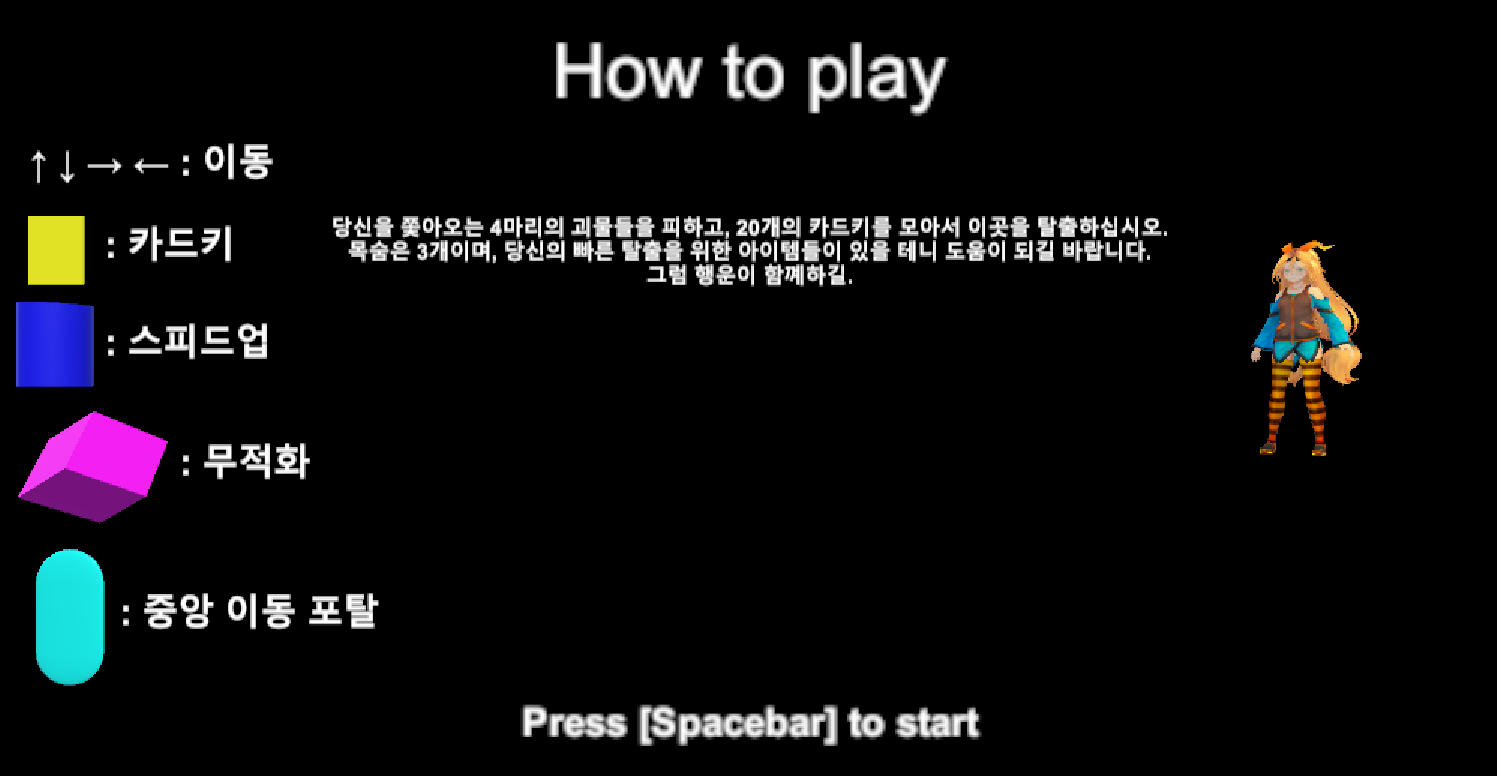 How to play
↑ ↓ → ← : 이동
: 카드키
당신을 쫓아오는 4마리의 괴물들을 피하고, 20개의 카드키를 모아서 이곳을 탈출하십시오.
목숨은 3개이며, 당신의 빠른 탈출을 위한 아이템들이 있을 테니 도움이 되길 바랍니다.
그럼 행운이 함께하길.
: 스피드업
: 무적화
: 중앙 이동 포탈
Press [Spacebar] to start